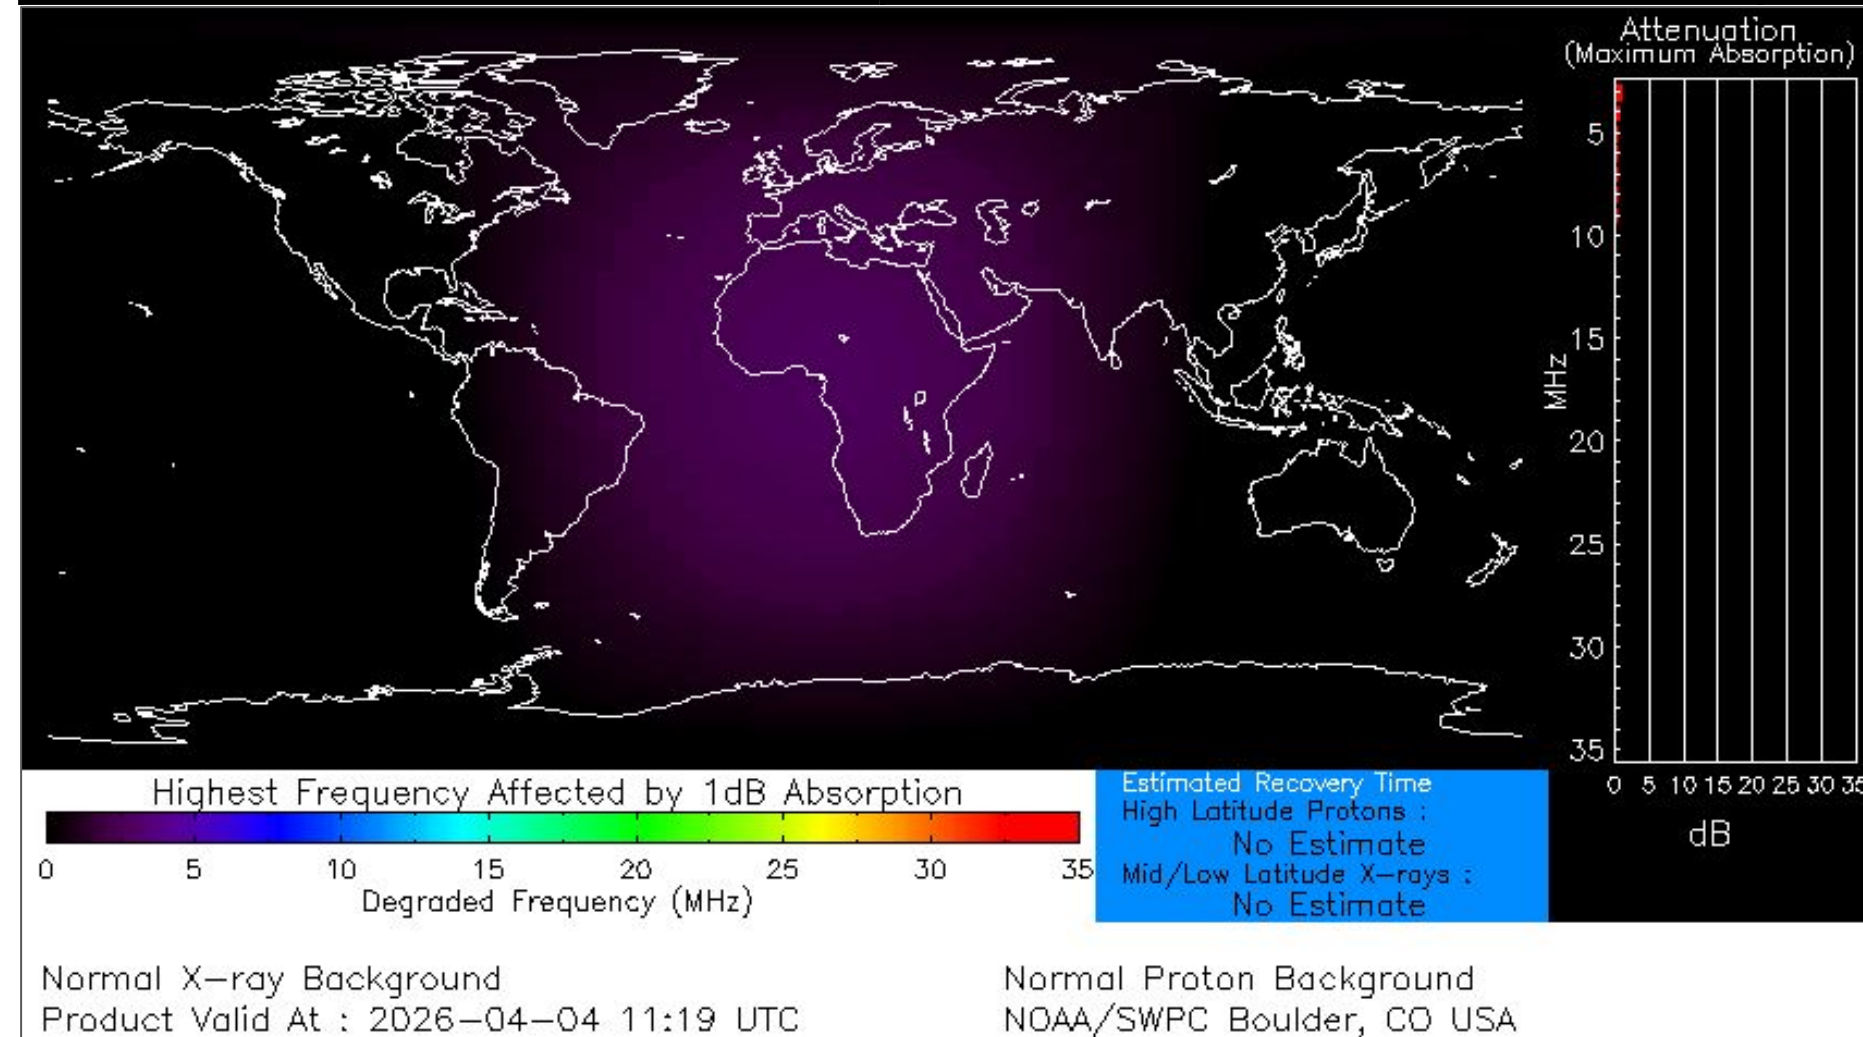 Attenuation
(Maximum Absorption)
5
10
15
20
25
30
35
MHz
0 5 10 15 20 25 30 35
dB
Highest Frequency Affected by 1dB Absorption
0 5 10 15 20 25 30 35
Degraded Frequency (MHz)
Estimated Recovery Time
High Latitude Protons :
No Estimate
Mid/Low Latitude X-rays :
No Estimate
Normal X-ray Background
Product Valid At : 2026-04-04 11:19 UTC
Normal Proton Background
NOAA/SWPC Boulder, CO USA